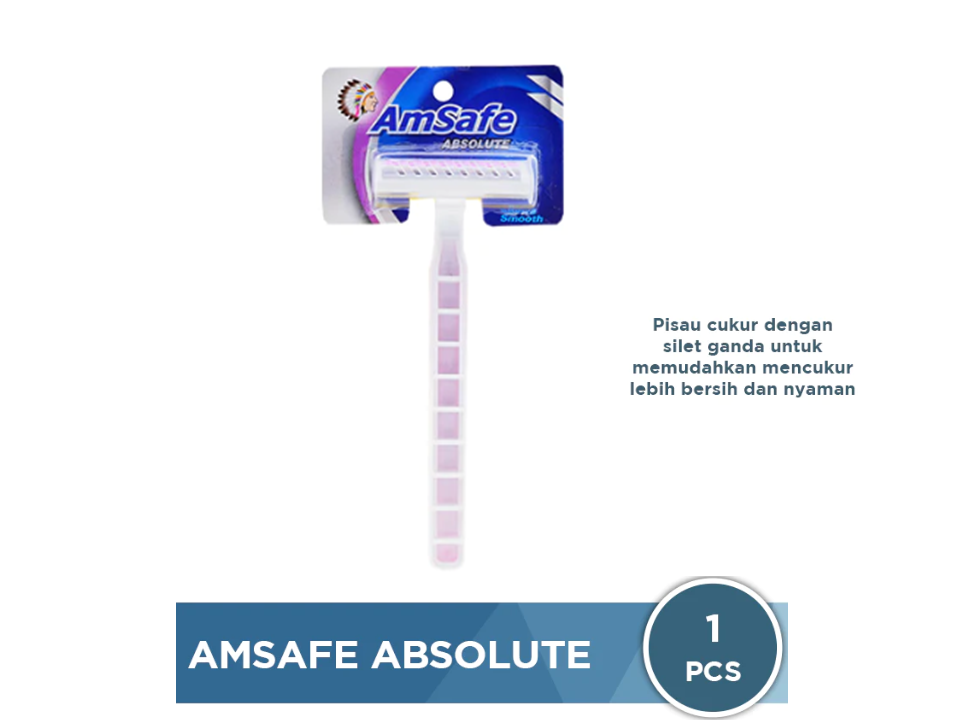 AmSafe
ABSOLUTE
Smooth
Pisau cukur dengan
silet ganda untuk
memudahkan mencukur
lebih bersih dan nyaman
AMSAFE ABSOLUTE
1
PCS